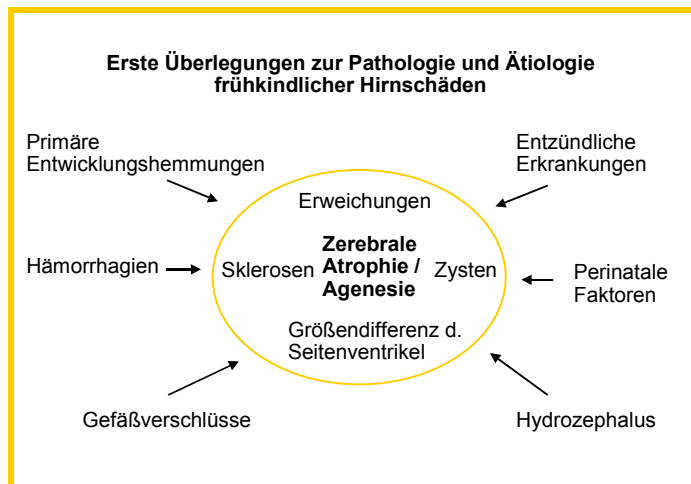 Erste Überlegungen zur Pathologie und Ätiologie
frühkindlicher Hirnschäden
Primäre
Entwicklungshemmungen
Entzündliche
Erkrankungen
Erweichungen
Hämorrhagien
Sklerosen
Zerebrale
Atrophie /
Agenesie
Zysten
Perinatale
Faktoren
Größendifferenz d.
Seitenventrikel
Gefäßverschlüsse
Hydrozephalus